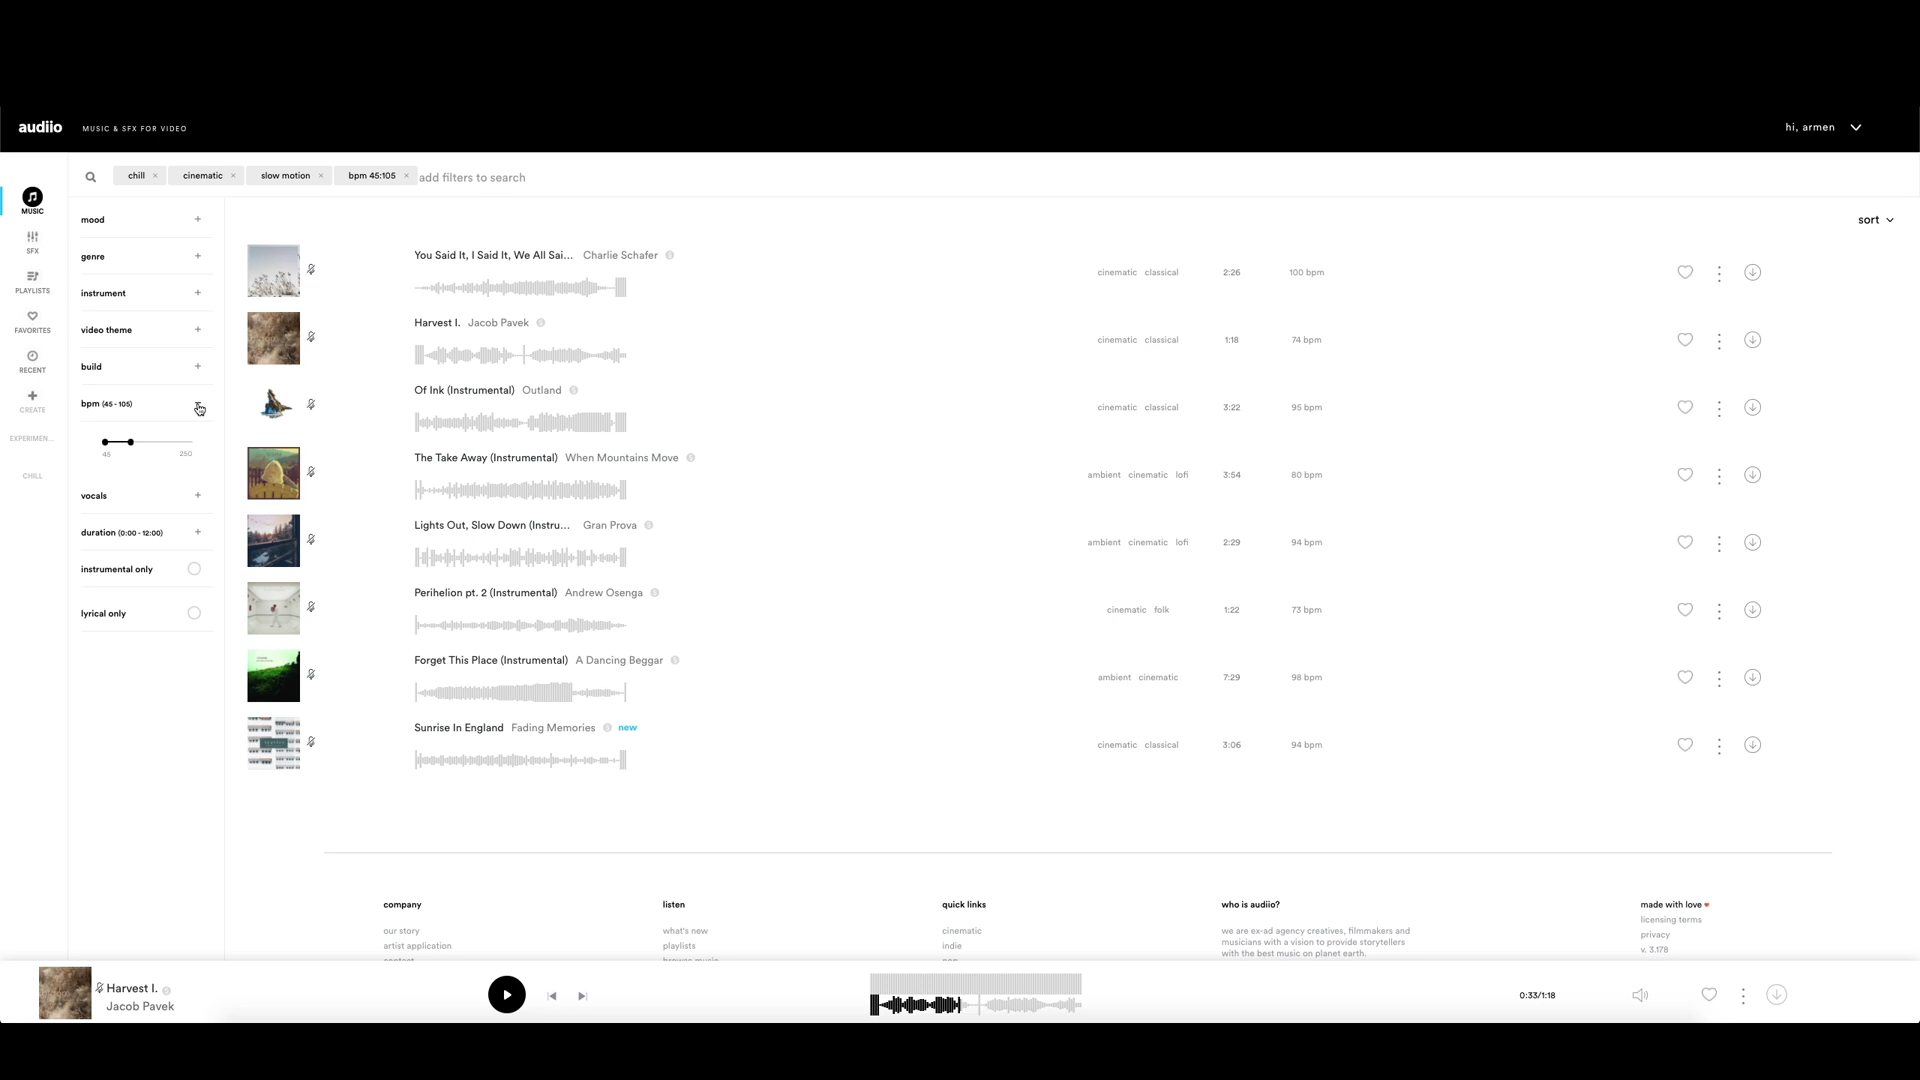 audiio MUSIC & SFX FOR VIDEO hi, armen
chill × cinematic × slow motion × bpm 45:105 × add filters to search
MUSIC
SFX
PLAYLISTS
FAVORITES
RECENT
CREATE
EXPERIMEN...
CHILL
mood +
genre +
instrument +
video theme +
build +
bpm (45 - 105)
45 250
vocals +
duration (0:00 - 12:00) +
instrumental only
lyrical only
sort
You Said It, I Said It, We All Sai... Charlie Schafer cinematic classical 2:26 100 bpm
Harvest I. Jacob Pavek cinematic classical 1:18 74 bpm
Of Ink (Instrumental) Outland cinematic classical 3:22 95 bpm
The Take Away (Instrumental) When Mountains Move ambient cinematic lofi 3:54 80 bpm
Lights Out, Slow Down (Instru... Gran Prova ambient cinematic lofi 2:29 94 bpm
Perihelion pt. 2 (Instrumental) Andrew Osenga cinematic folk 1:22 73 bpm
Forget This Place (Instrumental) A Dancing Beggar ambient cinematic 7:29 98 bpm
Sunrise In England Fading Memories new cinematic classical 3:06 94 bpm
company
our story
artist application
listen
what's new
playlists
browse music
quick links
cinematic
indie
who is audiio?
we are ex-ad agency creatives, filmmakers and
musicians with a vision to provide storytellers
with the best music on planet earth.
made with love
licensing terms
privacy
v. 3.178
Harvest I.
Jacob Pavek
0:33/1:18